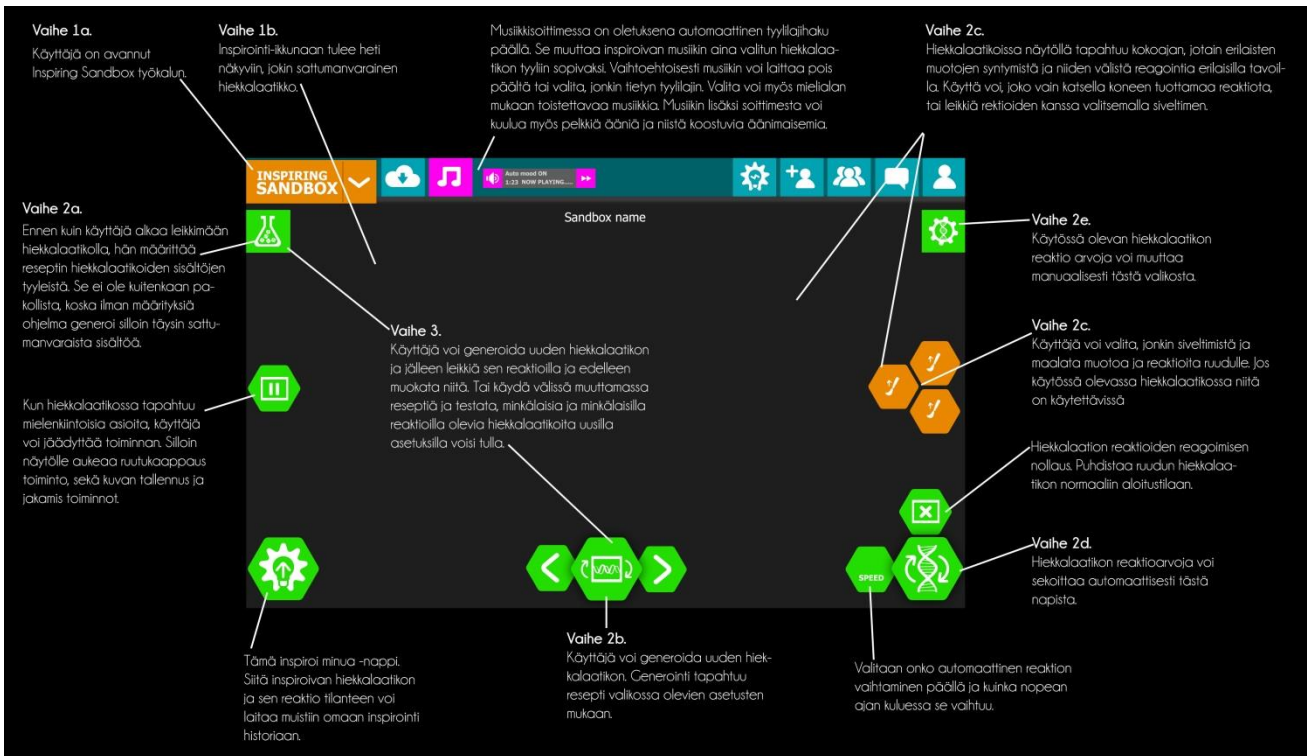 Vaihe 1a.
Käyttäjä on avannut
Inspiring Sandbox työkalun.
Vaihe 1b.
Inspirointi-ikkunaan tulee heti
näkyviin, jokin sattumanvarainen
hiekkalaatikko.
Musiikkisoittimessa on oletuksena automaattinen tyylilajihaku
päällä. Se muuttaa inspiroivan musiikin aina valitun hiekkalaa-
tikon tyyliin sopivaksi. Vaihtoehtoisesti musiikin voi laittaa pois
päältä tai valita, jonkin tietyn tyylilajin. Valita voi myös mielialan
mukaan toistettavaa musiikkia. Musiikin lisäksi soittimesta voi
kuulua myös pelkkiä ääniä ja niistä koostuvia äänimaisemia.
Vaihe 2c.
Hiekkalaatikoissa näytöllä tapahtuu kokoajan, jotain erilaisten
muotojen syntymistä ja niiden välistä reagointia erilaisilla tavoil-
la. Käyttä voi, joko vain katsella koneen tuottamaa reaktiota,
tai leikkiä rektioiden kanssa valitsemalla siveltimen.
INSPIRING
SANDBOX
Auto mood ON
1:23 NOW PLAYING....
Sandbox name
Vaihe 2a.
Ennen kuin käyttäjä alkaa leikkimään
hiekkalaatikolla, hän määrittää
reseptin hiekkalaatikoiden sisältöjen
tyyleistä. Se ei ole kuitenkaan pa-
kollista, koska ilman määrityksiä
ohjelma generoi silloin täysin sattu-
manvaraista sisältöä.
Vaihe 2e.
Käytössä olevan hiekkalaatikon
reaktio arvoja voi muuttaa
manuaalisesti tästä valikosta.
Vaihe 3.
Käyttäjä voi generoida uuden hiekkalaatikon
ja jälleen leikkiä sen reaktioilla ja edelleen
muokata niitä. Tai käydä välissä muuttamassa
reseptiä ja testata, minkälaisia ja minkälaisilla
reaktioilla olevia hiekkalaatikoita uusilla
asetuksilla voisi tulla.
Vaihe 2c.
Käyttäjä voi valita, jonkin siveltimistä ja
maalata muotoa ja reaktioita ruudulle. Jos
käytössä olevassa hiekkalaatikossa niitä
on käytettävissä
Kun hiekkalaatikossa tapahtuu
mielenkiintoisia asioita, käyttäjä
voi jäädyttää toiminnan. Silloin
näytölle aukeaa ruutukaappaus
toiminto, sekä kuvan tallennus ja
jakamis toiminnot.
Hiekkalaation reaktioiden reagoimisen
nollaus. Puhdistaa ruudun hiekkalaa-
tikon normaaliin aloitustilaan.
Vaihe 2d.
Hiekkalaatikon reaktioarvoja voi
sekoittaa automaattisesti tästä
napista.
SPEED
Tämä inspiroi minua -nappi.
Siitä inspiroivan hiekkalaatikon
ja sen reaktio tilanteen voi
laitaa muistiin omaan inspirointi
historiaan.
Vaihe 2b.
Käyttäjä voi generoida uuden hiek-
kalaatikon. Generointi tapahtuu
resepti valikossa olevien asetusten
mukaan.
Valitaan onko automaattinen reaktion
vaihtaminen päällä ja kuinka nopean
ajan kuluessa se vaihtuu.